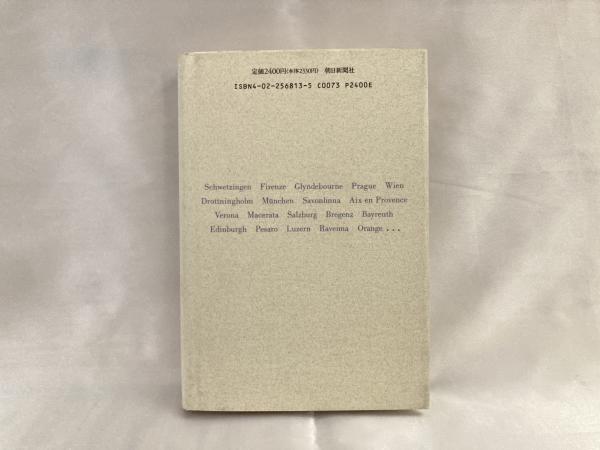 定価2400円(本体2330円) 朝日新聞社
ISBN4-02-256813-5 C0073 P2400E
Schwetzingen Firenze Glyndebourne Prague Wien
Drottningholm München Savonlinna Aix en Provence
Verona Macerata Salzburg Bregenz Bayreuth
Edinburgh Pesaro Luzern Ravenna Orange ...